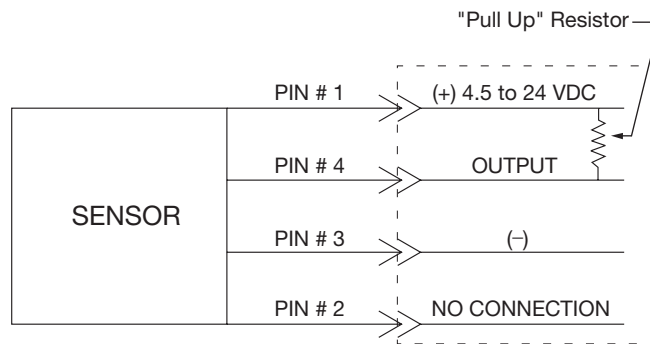 "Pull Up" Resistor
PIN # 1 (+) 4.5 to 24 VDC
PIN # 4 OUTPUT
SENSOR
PIN # 3 (–)
PIN # 2 NO CONNECTION